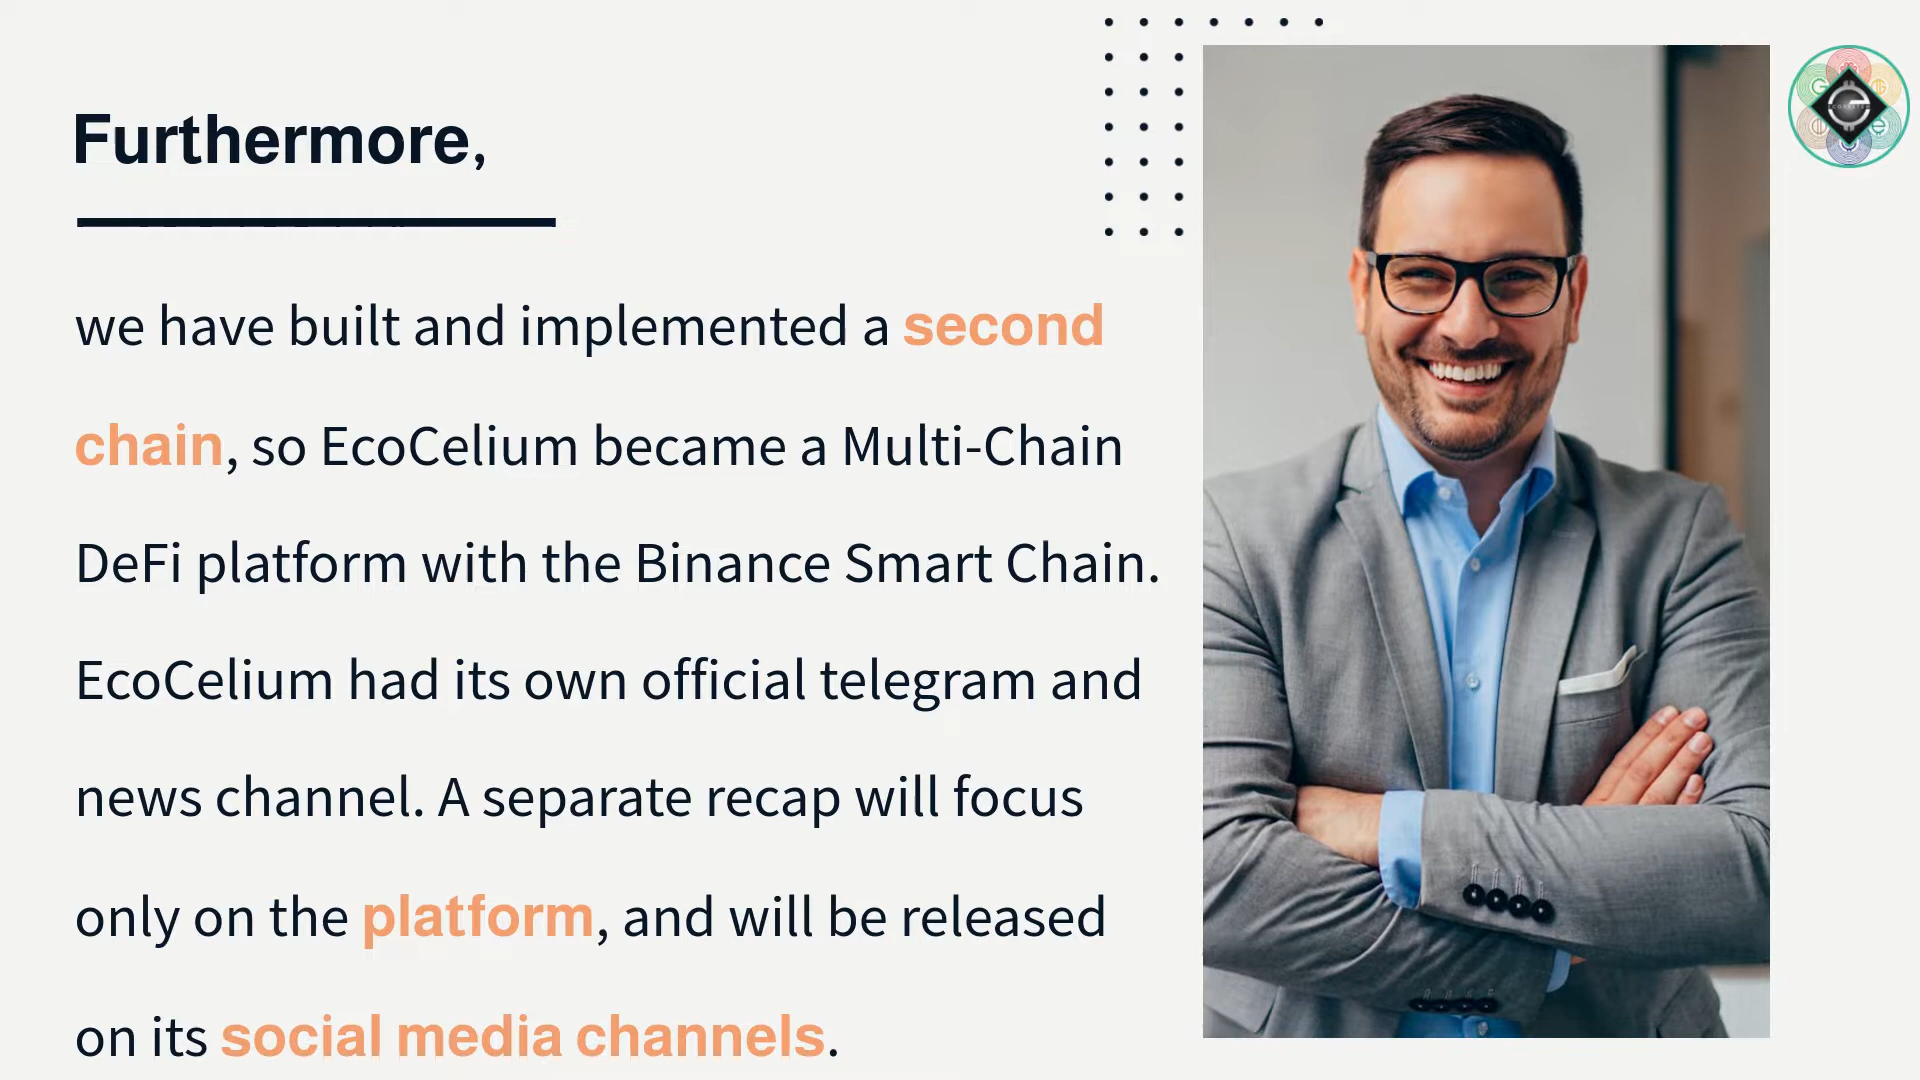 Furthermore,
we have built and implemented a second
chain, so EcoCelium became a Multi-Chain
DeFi platform with the Binance Smart Chain.
EcoCelium had its own official telegram and
news channel. A separate recap will focus
only on the platform, and will be released
on its social media channels.